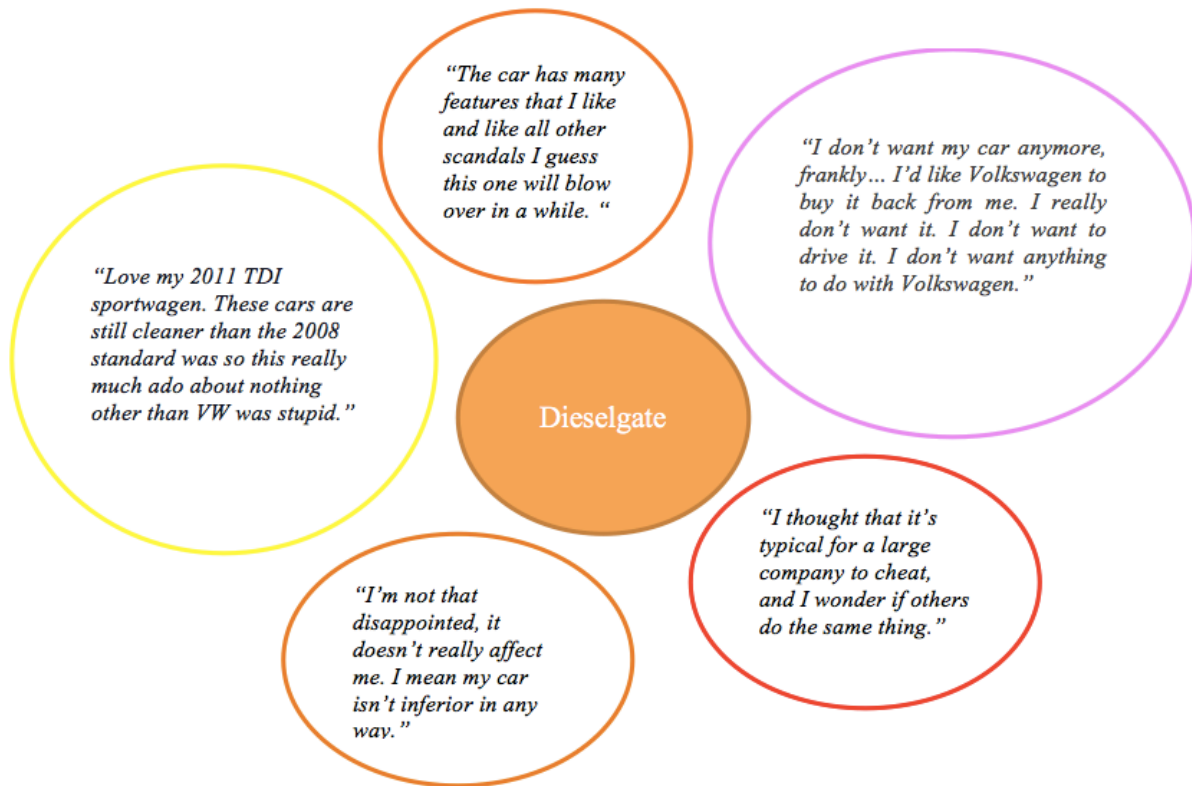 “The car has many
features that I like
and like all other
scandals I guess
this one will blow
over in a while. “
“I don’t want my car anymore,
frankly… I’d like Volkswagen to
buy it back from me. I really
don’t want it. I don’t want to
drive it. I don’t want anything
to do with Volkswagen.”
“Love my 2011 TDI
sportwagen. These cars are
still cleaner than the 2008
standard was so this really
much ado about nothing
other than VW was stupid.”
Dieselgate
“I thought that it’s
typical for a large
company to cheat,
and I wonder if others
do the same thing.”
“I’m not that
disappointed, it
doesn’t really affect
me. I mean my car
isn’t inferior in any
way.”